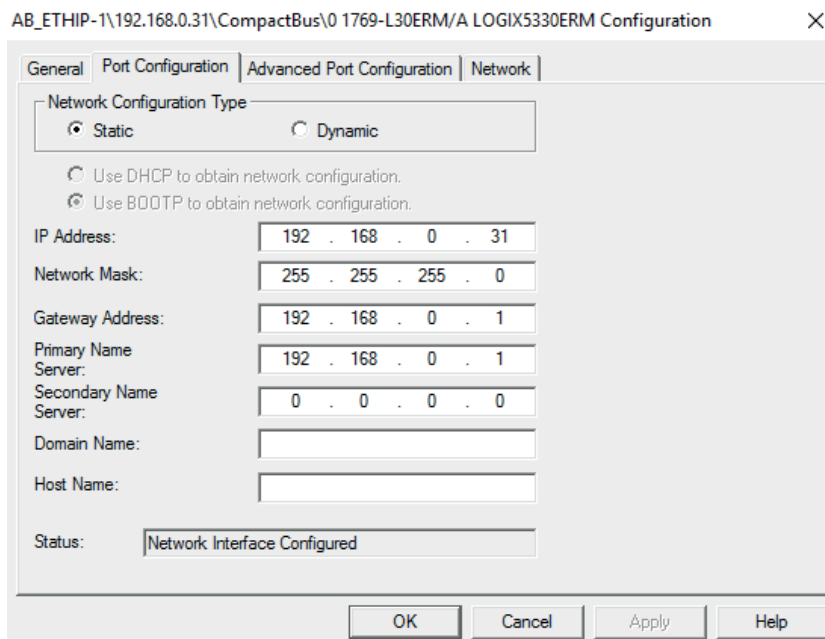 AB_ETHIP-1\192.168.0.31\CompactBus\0 1769-L30ERM/A LOGIX5330ERM Configuration
General Port Configuration Advanced Port Configuration Network
Network Configuration Type
Static Dynamic
Use DHCP to obtain network configuration.
Use BOOTP to obtain network configuration.
IP Address: 192 . 168 . 0 . 31
Network Mask: 255 . 255 . 255 . 0
Gateway Address: 192 . 168 . 0 . 1
Primary Name
Server: 192 . 168 . 0 . 1
Secondary Name
Server: 0 . 0 . 0 . 0
Domain Name:
Host Name:
Status: Network Interface Configured
OK Cancel Apply Help